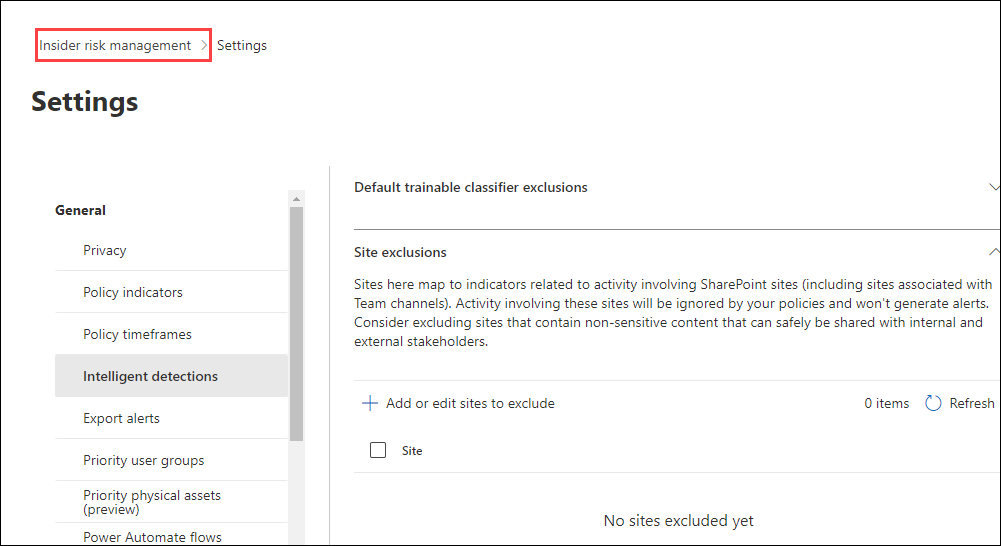 Insider risk management > Settings
Settings
General
Privacy
Policy indicators
Policy timeframes
Intelligent detections
Export alerts
Priority user groups
Priority physical assets
(preview)
Power Automate flows
Default trainable classifier exclusions
Site exclusions
Sites here map to indicators related to activity involving SharePoint sites (including sites associated with
Team channels). Activity involving these sites will be ignored by your policies and won't generate alerts.
Consider excluding sites that contain non-sensitive content that can safely be shared with internal and
external stakeholders.
Add or edit sites to exclude
0 items
Refresh
Site
No sites excluded yet